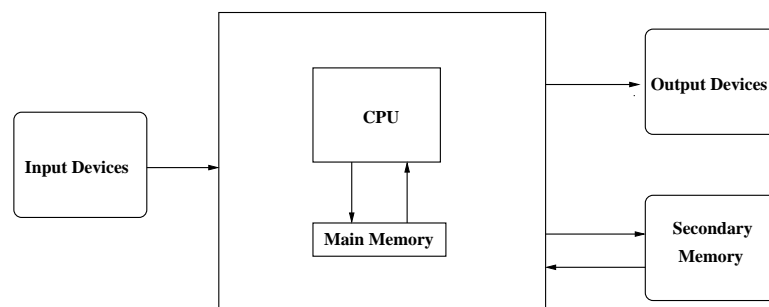 Input Devices
CPU
Main Memory
Output Devices
Secondary
Memory